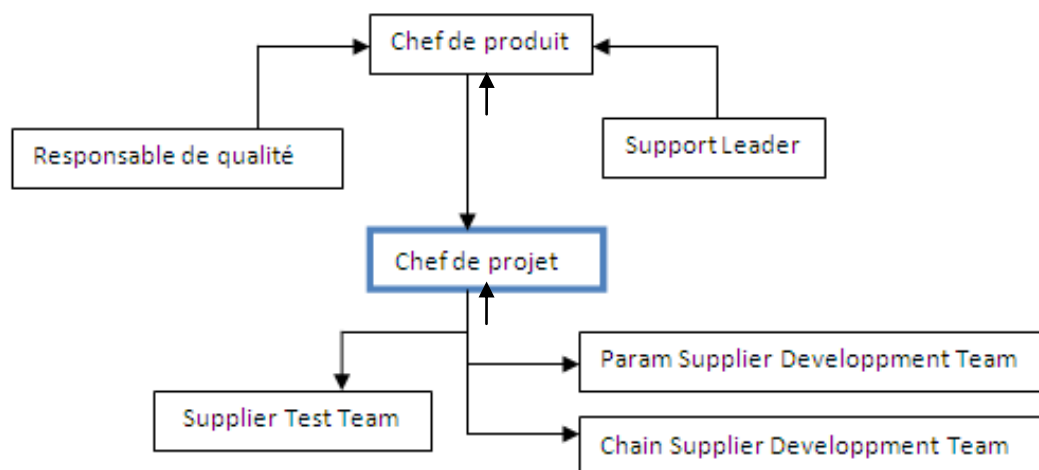 Chef de produit
Responsable de qualité
Support Leader
Chef de projet
Param Supplier Developpment Team
Supplier Test Team
Chain Supplier Developpment Team